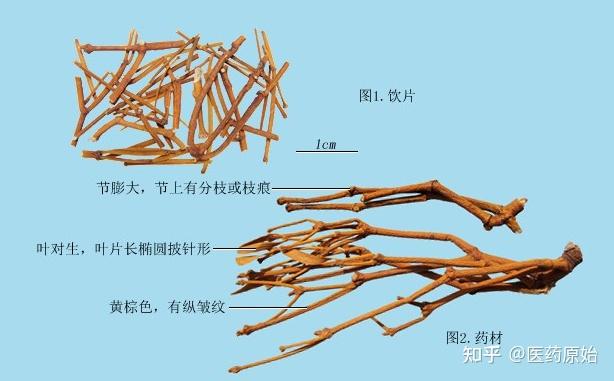 图1.饮片
1cm
节膨大，节上有分枝或枝痕
叶对生，叶片长椭圆披针形
黄棕色，有纵皱纹
图2.药材
知乎 @医药原始